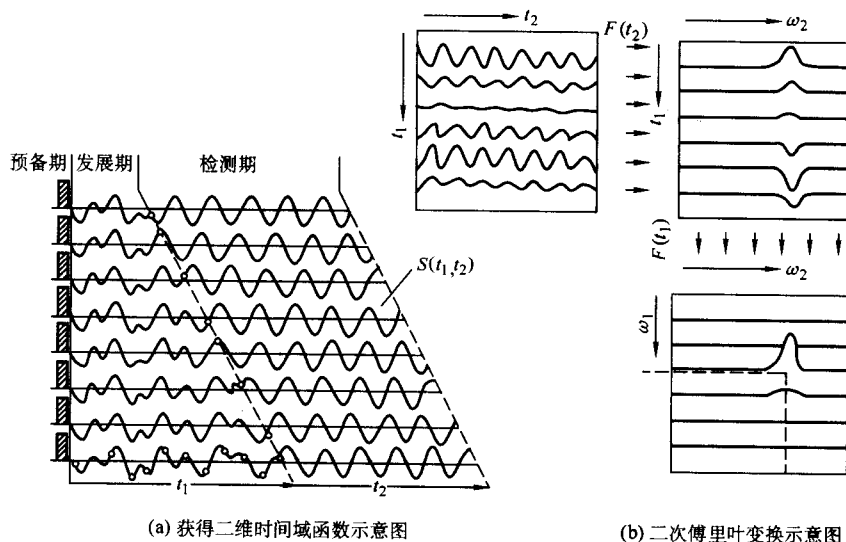 预备期 发展期 检测期
S(t₁,t₂)
t₁ t₂
(a) 获得二维时间域函数示意图
t₂ F(t₂) ω₂
t₁ t₁
F(t₁)
ω₂
ω₁
(b) 二次傅里叶变换示意图